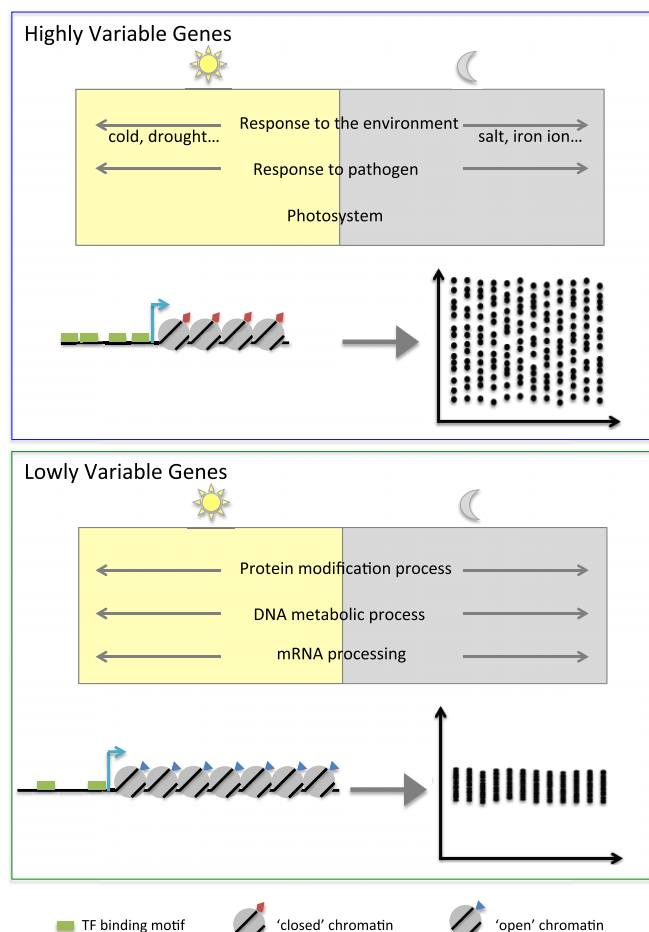 Highly Variable Genes
Response to the environment
cold, drought…
salt, iron ion…
Response to pathogen
Photosystem
Lowly Variable Genes
Protein modification process
DNA metabolic process
mRNA processing
TF binding motif
‘closed’ chromatin
‘open’ chromatin